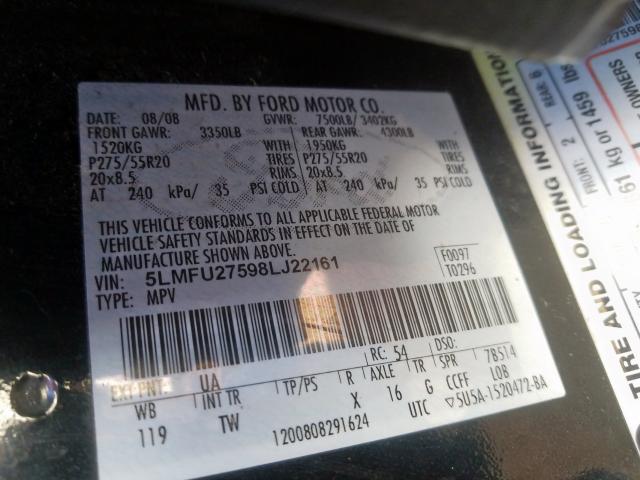 MFD. BY FORD MOTOR CO.
DATE: 08/08 GVWR: 7500LB/ 3402KG
FRONT GAWR: 3350LB REAR GAWR: 4300LB
1520KG WITH 1950KG WITH
P275/55R20 TIRES P275/55R20 TIRES
20x8.5 RIMS 20x8.5 RIMS
AT 240 kPa/ 35 PSI COLD AT 240 kPa/ 35 PSI COLD
THIS VEHICLE CONFORMS TO ALL APPLICABLE FEDERAL MOTOR
VEHICLE SAFETY STANDARDS IN EFFECT ON THE DATE OF
MANUFACTURE SHOWN ABOVE.
VIN: 5LMFU27598LJ22161 F0097
TYPE: MPV T0296
RC: 54 DSO:
EXT PNT: UA 7B514
WB INT TR TP/PS R AXLE TR SPR LOB
119 TW X 16 G CCFF
1200808291624 UTC ▽5U5A-1520472-BA
TIRE AND LOADING INFORMATION
FRONT: 2 REAR: 6
61 kg or 1459 lbs
OWNERS